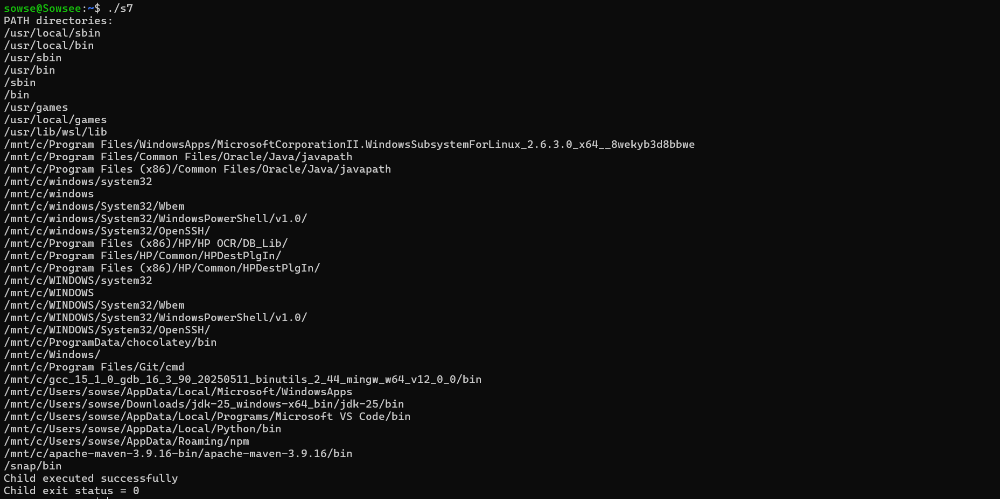 sowse@Sowsee:~$ ./s7
PATH directories:
/usr/local/sbin
/usr/local/bin
/usr/sbin
/usr/bin
/sbin
/bin
/usr/games
/usr/local/games
/usr/lib/wsl/lib
/mnt/c/Program Files/WindowsApps/MicrosoftCorporationII.WindowsSubsystemForLinux_2.6.3.0_x64__8wekyb3d8bbwe
/mnt/c/Program Files/Common Files/Oracle/Java/javapath
/mnt/c/Program Files (x86)/Common Files/Oracle/Java/javapath
/mnt/c/windows/system32
/mnt/c/windows
/mnt/c/windows/System32/Wbem
/mnt/c/windows/System32/WindowsPowerShell/v1.0/
/mnt/c/windows/System32/OpenSSH/
/mnt/c/Program Files (x86)/HP/HP OCR/DB_Lib/
/mnt/c/Program Files/HP/Common/HPDestPlgIn/
/mnt/c/Program Files (x86)/HP/Common/HPDestPlgIn/
/mnt/c/WINDOWS/system32
/mnt/c/WINDOWS
/mnt/c/WINDOWS/System32/Wbem
/mnt/c/WINDOWS/System32/WindowsPowerShell/v1.0/
/mnt/c/WINDOWS/System32/OpenSSH/
/mnt/c/ProgramData/chocolatey/bin
/mnt/c/Windows/
/mnt/c/Program Files/Git/cmd
/mnt/c/gcc_15_1_0_gdb_16_3_90_20250511_binutils_2_44_mingw_w64_v12_0_0/bin
/mnt/c/Users/sowse/AppData/Local/Microsoft/WindowsApps
/mnt/c/Users/sowse/Downloads/jdk-25_windows-x64_bin/jdk-25/bin
/mnt/c/Users/sowse/AppData/Local/Programs/Microsoft VS Code/bin
/mnt/c/Users/sowse/AppData/Local/Python/bin
/mnt/c/Users/sowse/AppData/Roaming/npm
/mnt/c/apache-maven-3.9.16-bin/apache-maven-3.9.16/bin
/snap/bin
Child executed successfully
Child exit status = 0